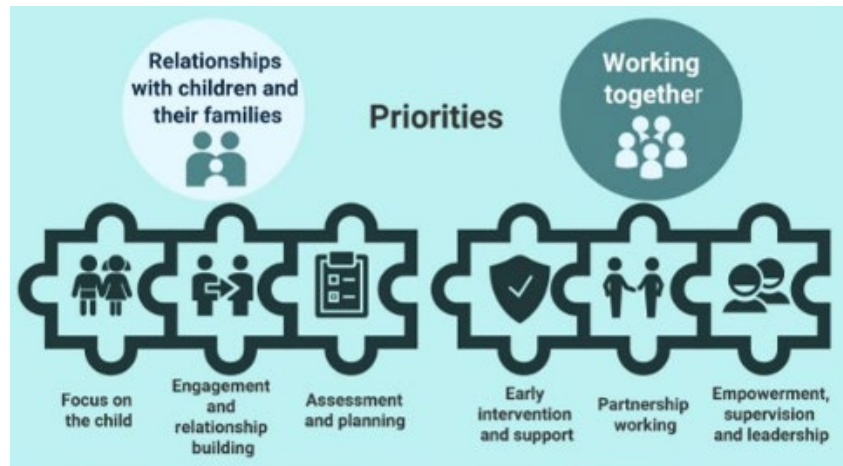 Relationships
with children and
their families
Priorities
Working
together
Focus on
the child
Engagement
and
relationship
building
Assessment
and planning
Early
intervention
and support
Partnership
working
Empowerment,
supervision
and leadership